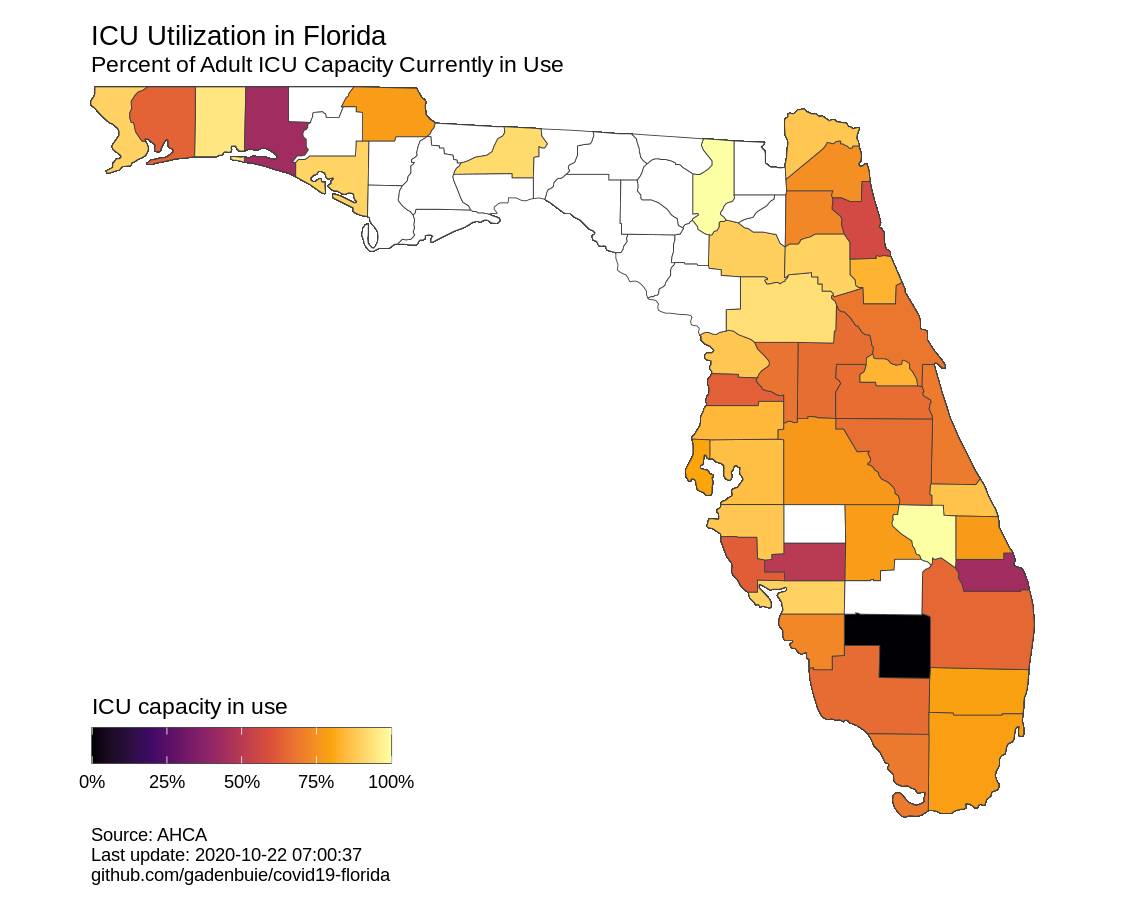 ICU Utilization in Florida
Percent of Adult ICU Capacity Currently in Use
ICU capacity in use
0% 25% 50% 75% 100%
Source: AHCA
Last update: 2020-10-22 07:00:37
github.com/gadenbuie/covid19-florida